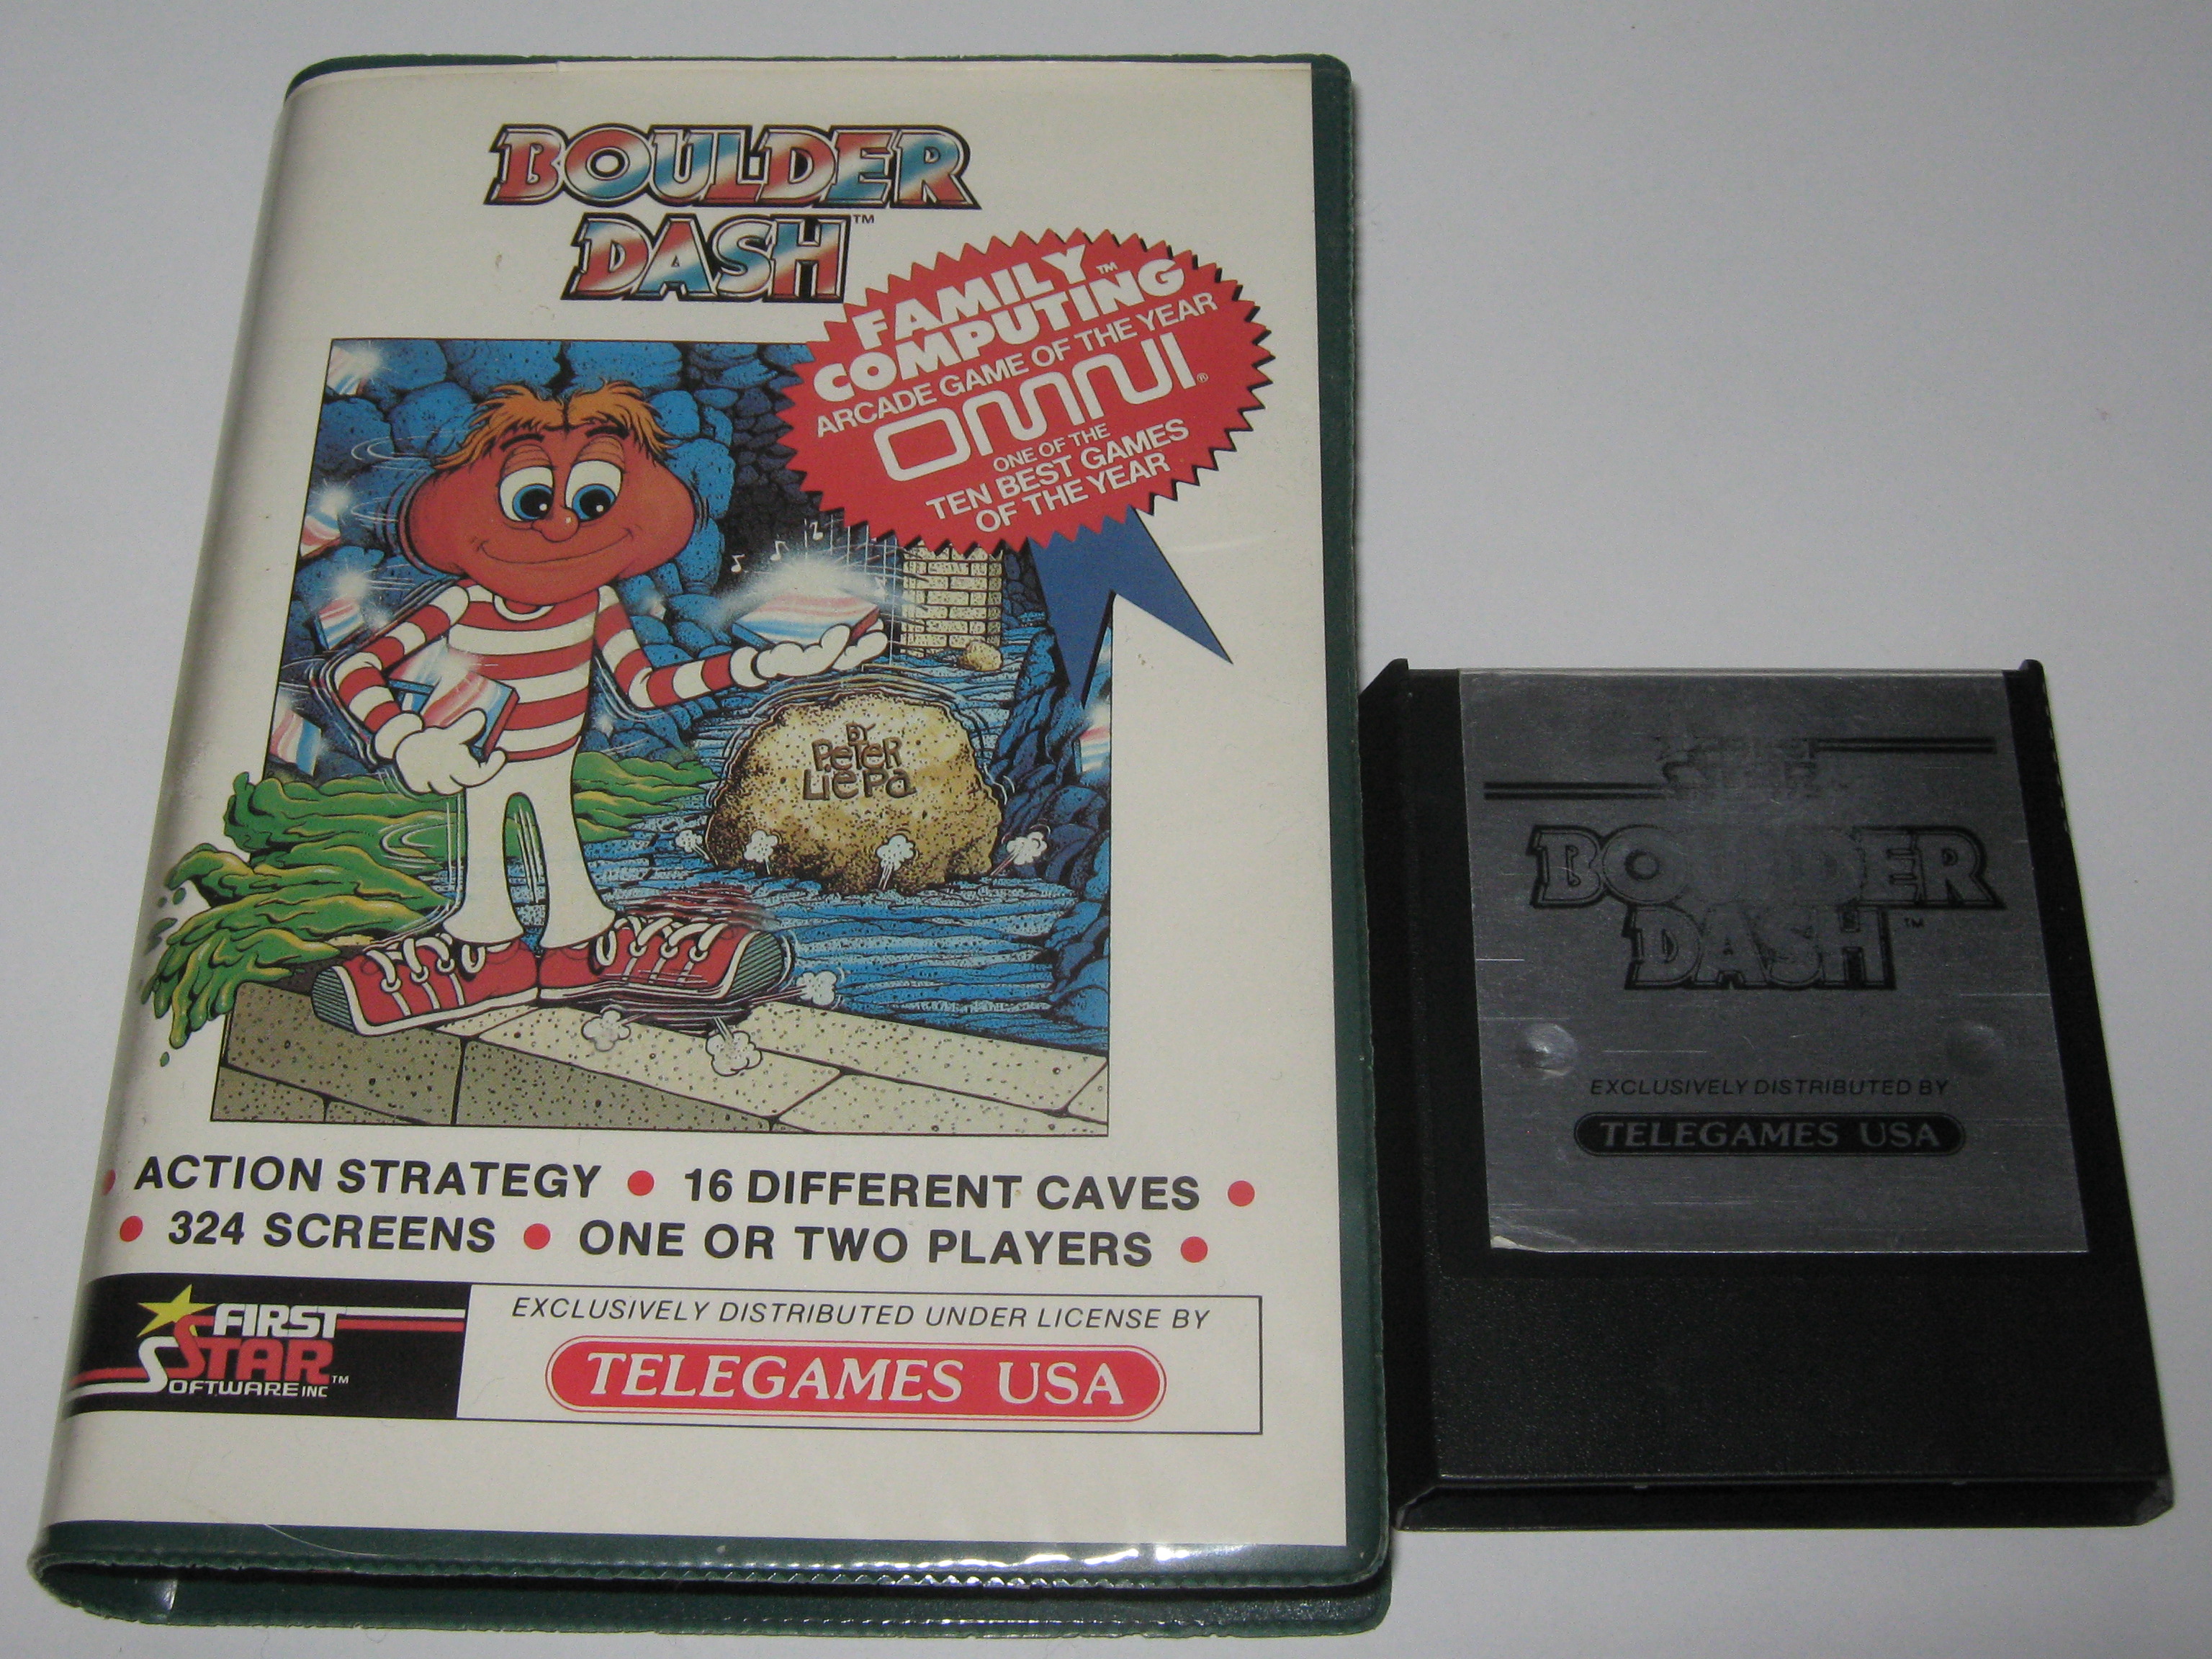 BOULDER
DASH™
FAMILY™
COMPUTING
ARCADE GAME OF THE YEAR
OMNI®
ONE OF THE
TEN BEST GAMES
OF THE YEAR
BY
PETER
LIEPA
• ACTION STRATEGY • 16 DIFFERENT CAVES •
• 324 SCREENS • ONE OR TWO PLAYERS •
FIRST
STAR™
SOFTWARE INC
EXCLUSIVELY DISTRIBUTED UNDER LICENSE BY
TELEGAMES USA
BOULDER
DASH™
EXCLUSIVELY DISTRIBUTED BY
TELEGAMES USA